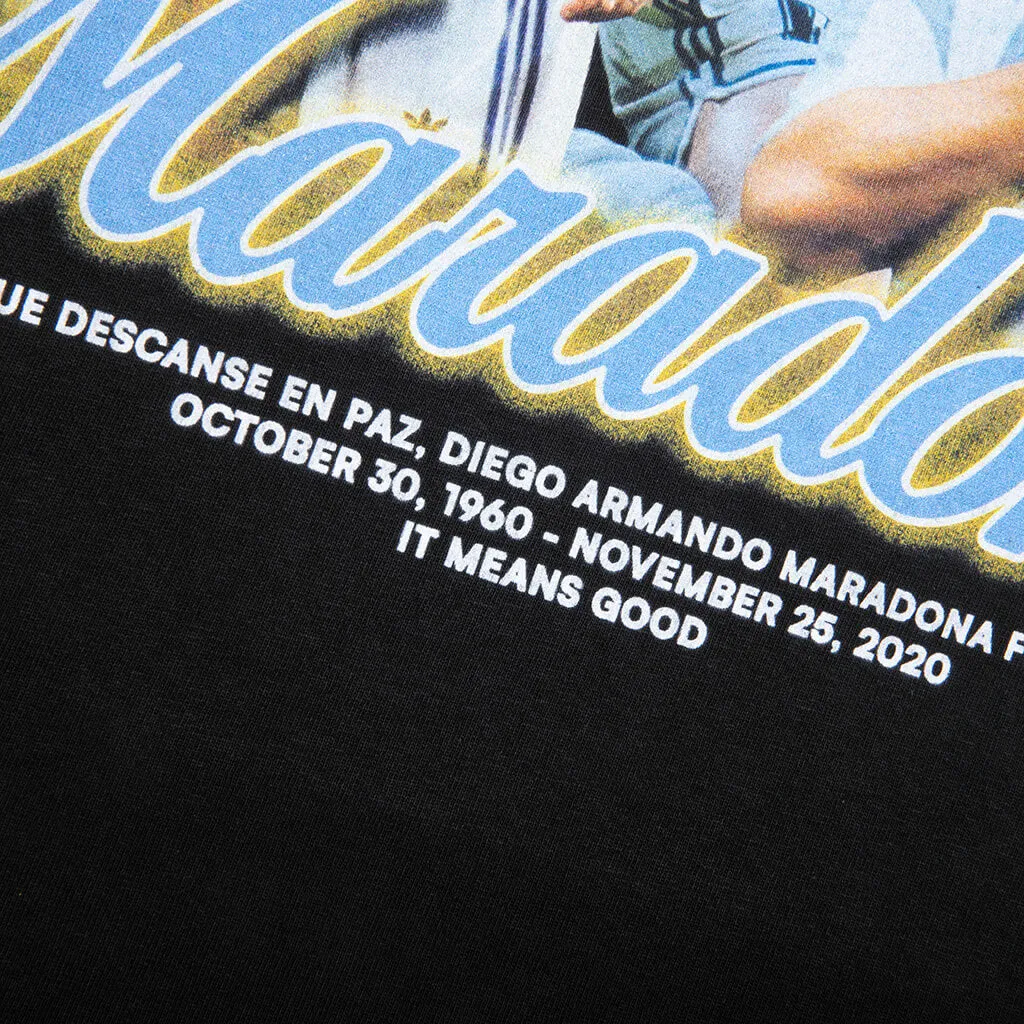 Marado
UE DESCANSE EN PAZ, DIEGO ARMANDO MARADONA F
OCTOBER 30, 1960 - NOVEMBER 25, 2020
IT MEANS GOOD